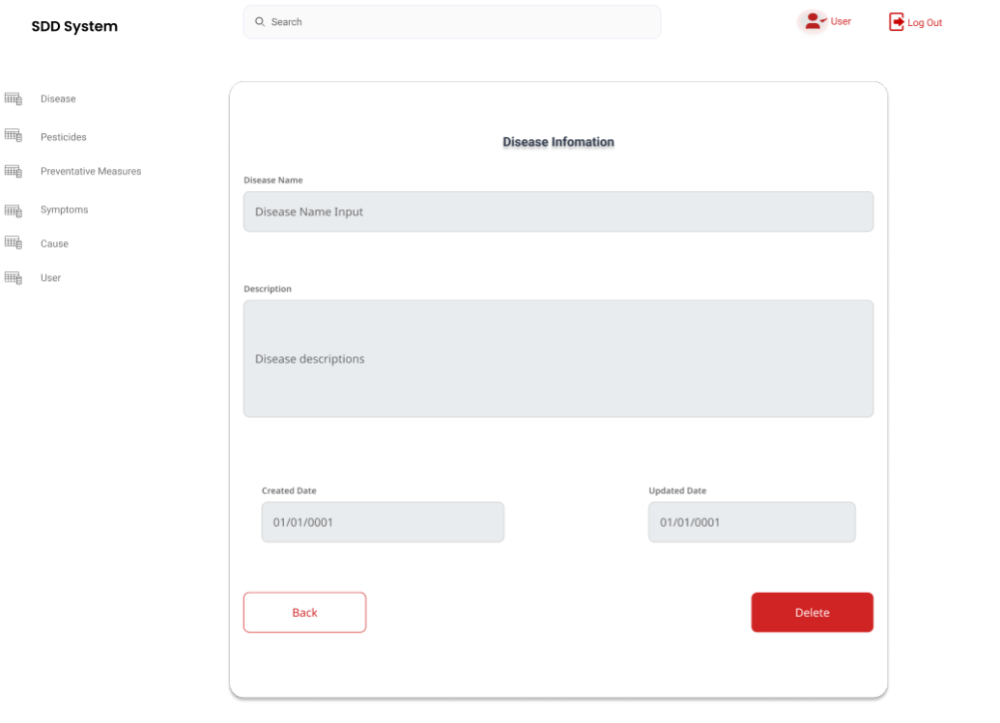 SDD System
Search
User
Log Out
Disease
Pesticides
Preventative Measures
Symptoms
Cause
User
Disease Infomation
Disease Name
Disease Name Input
Description
Disease descriptions
Created Date
Updated Date
01/01/0001
01/01/0001
Back
Delete